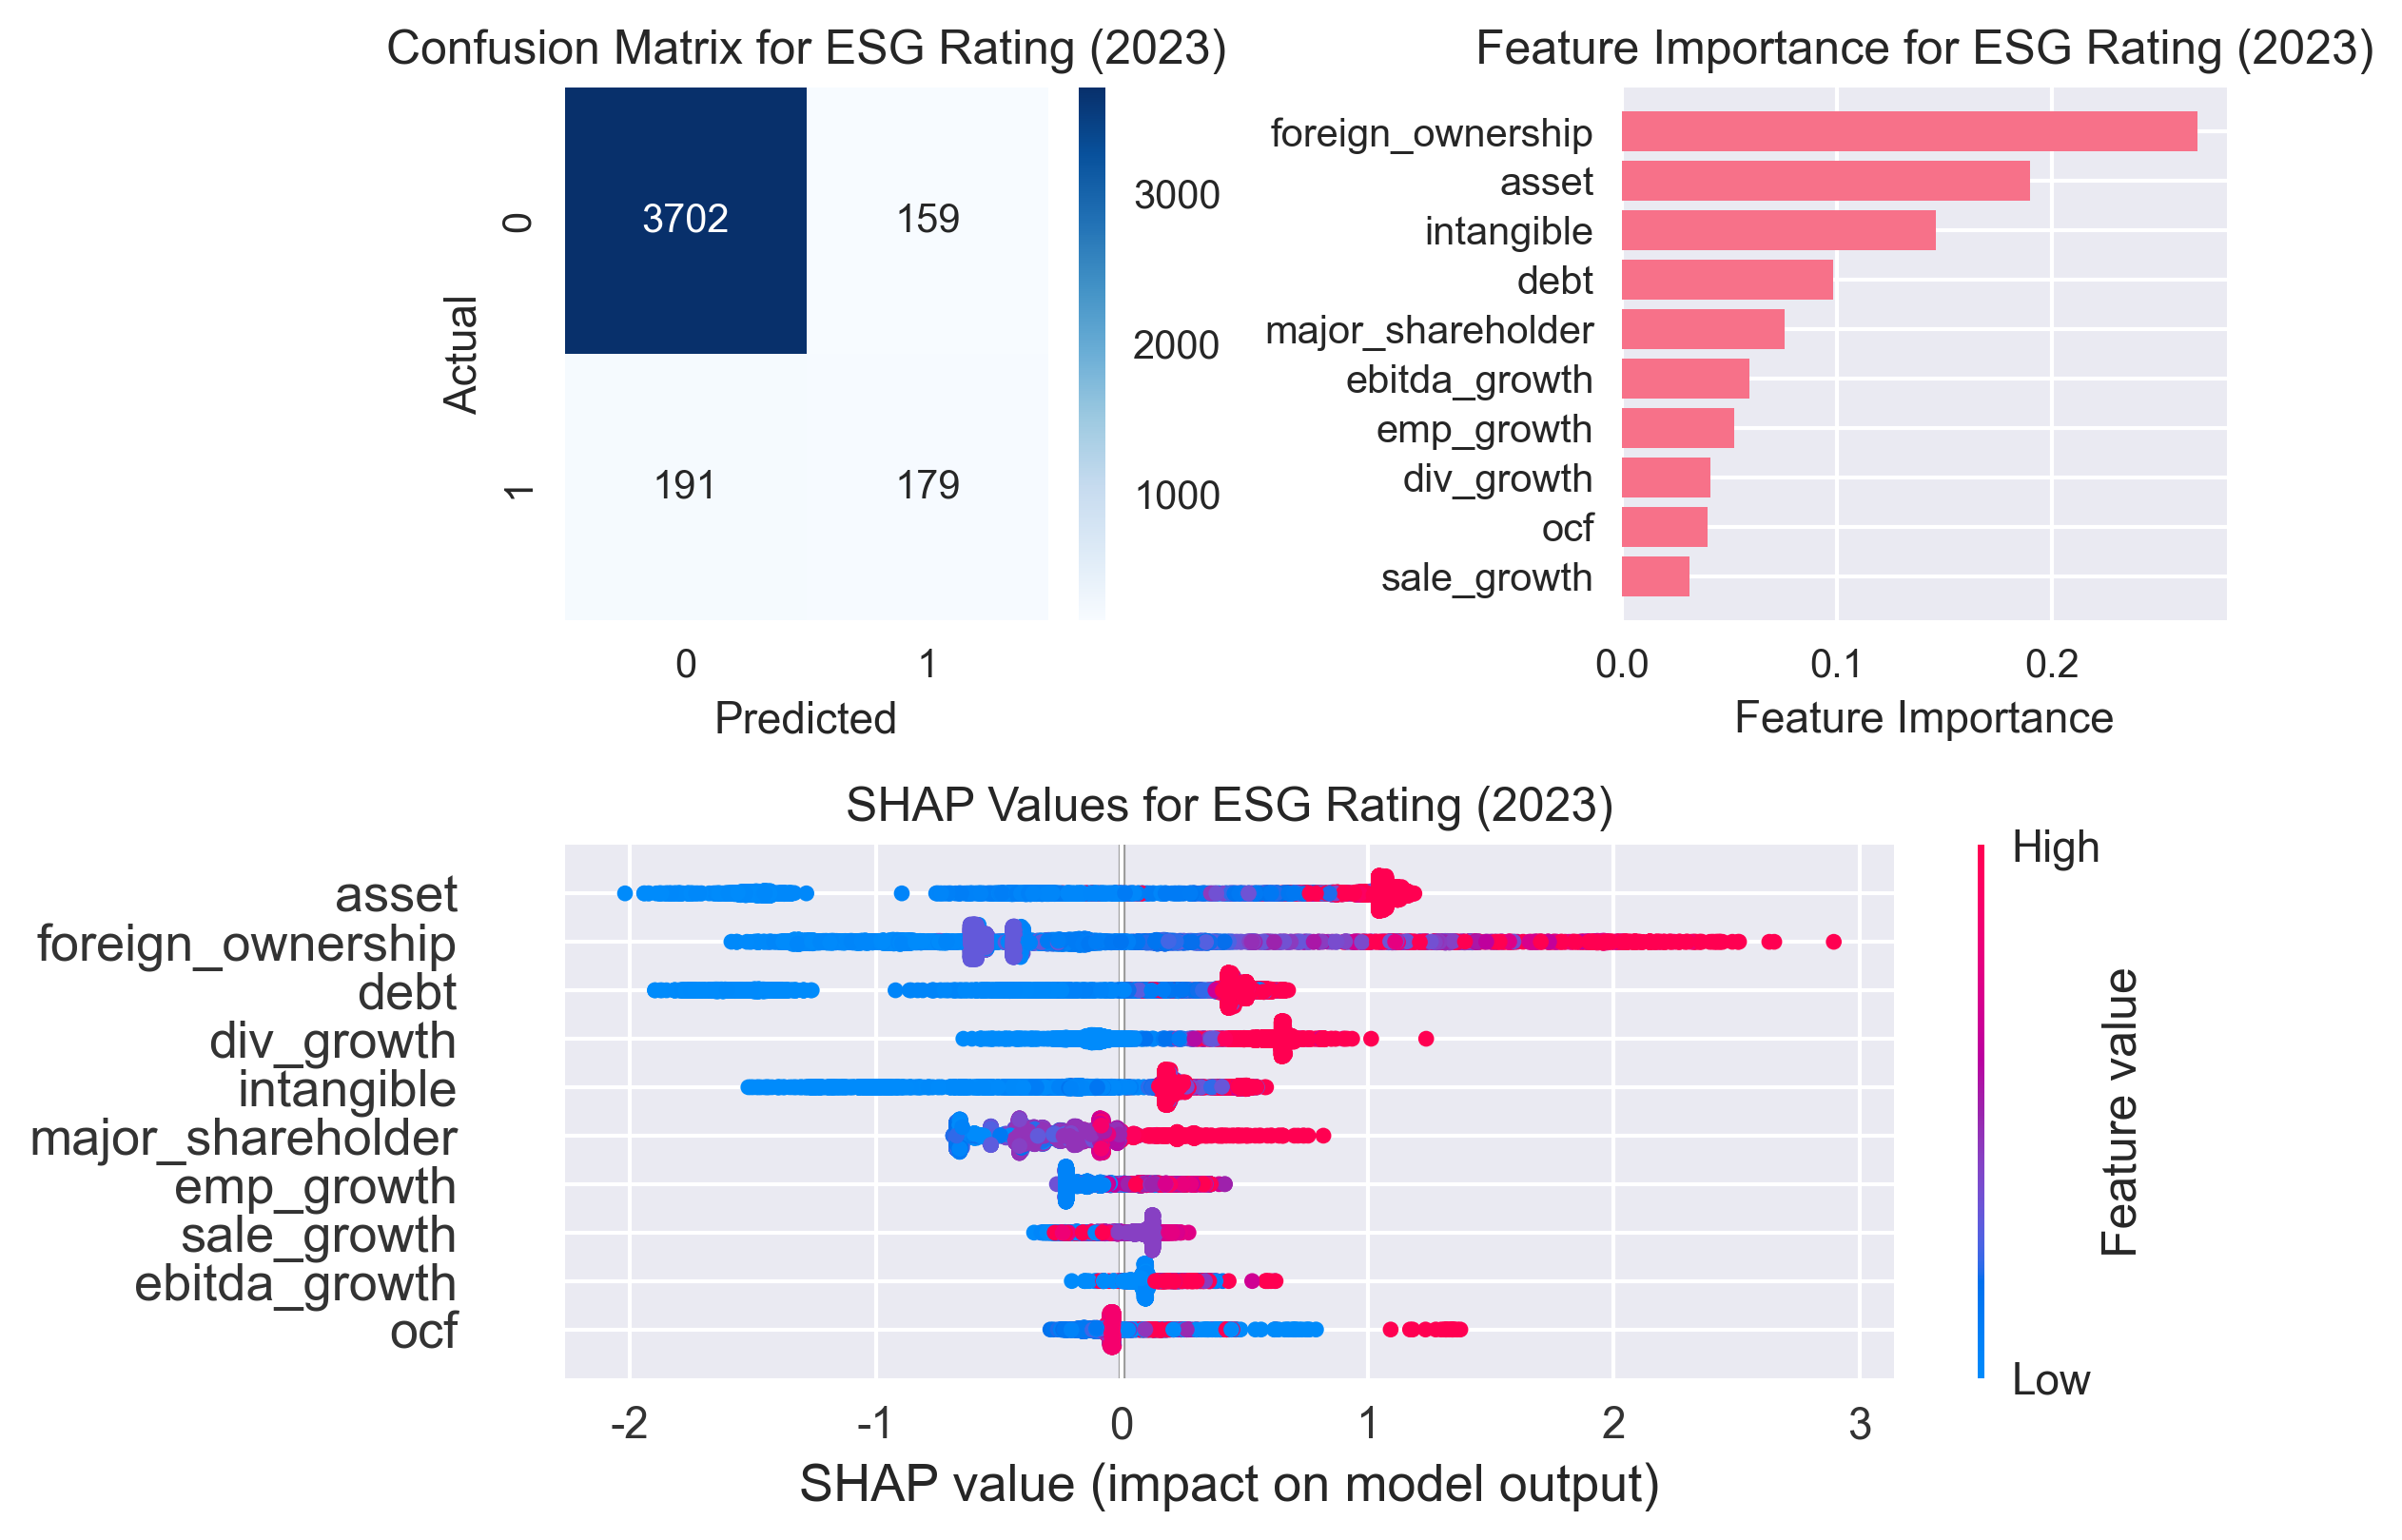 Confusion Matrix for ESG Rating (2023)
Actual
0
1
3702
159
191
179
0
1
Predicted
3000
2000
1000
Feature Importance for ESG Rating (2023)
foreign_ownership
asset
intangible
debt
major_shareholder
ebitda_growth
emp_growth
div_growth
ocf
sale_growth
0.0
0.1
0.2
Feature Importance
SHAP Values for ESG Rating (2023)
asset
foreign_ownership
debt
div_growth
intangible
major_shareholder
emp_growth
sale_growth
ebitda_growth
ocf
-2
-1
0
1
2
3
SHAP value (impact on model output)
High
Feature value
Low